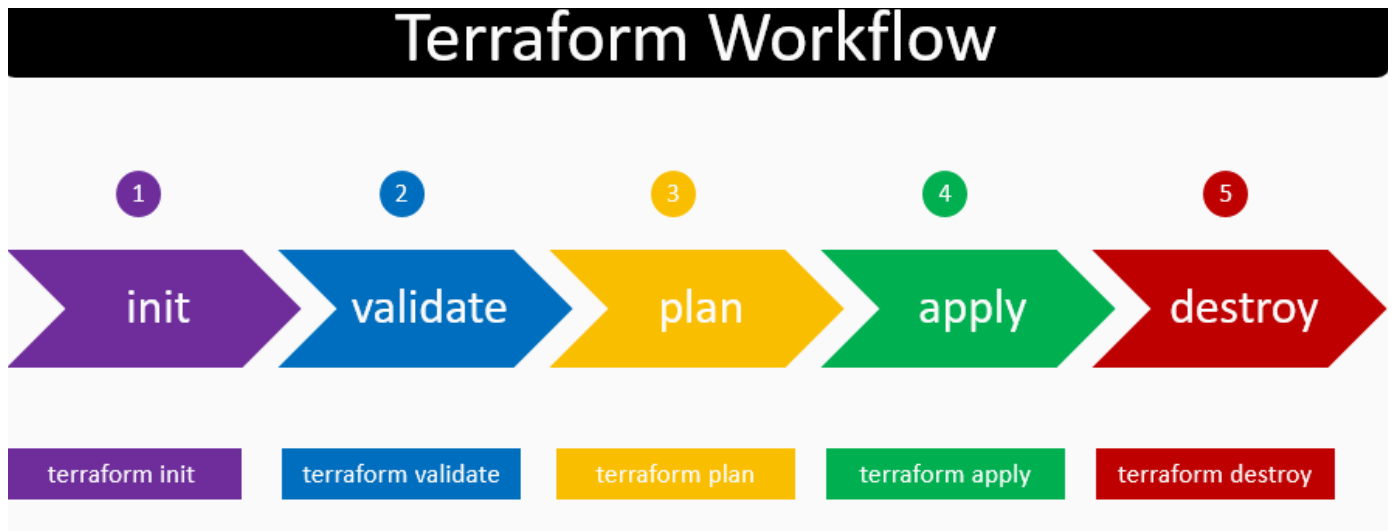 Terraform Workflow
1 2 3 4 5
init validate plan apply destroy
terraform init terraform validate terraform plan terraform apply terraform destroy